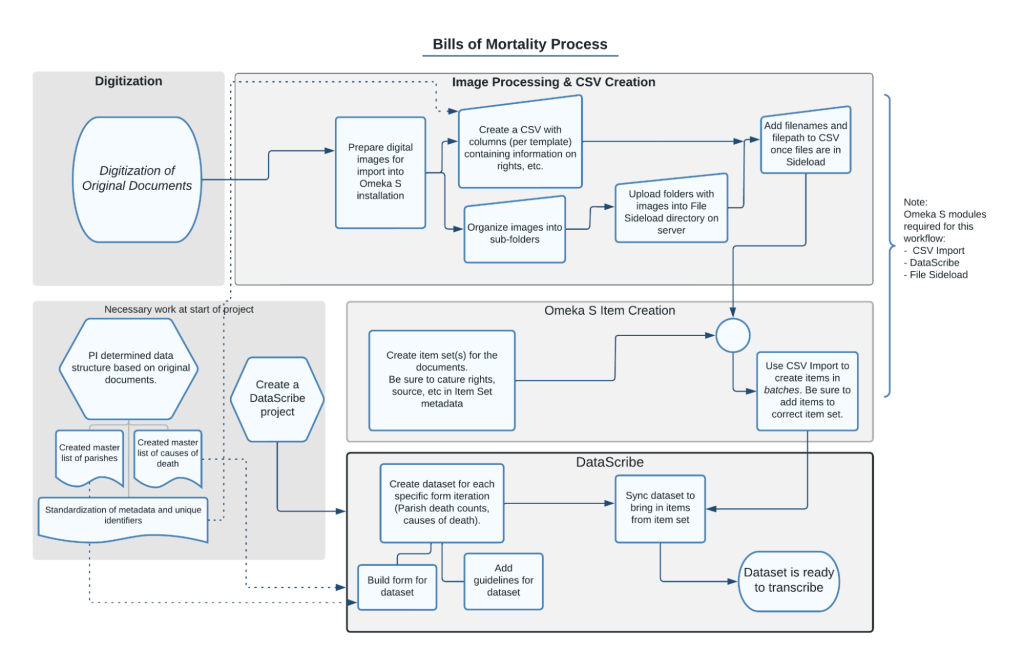 Bills of Mortality Process
Digitization
Digitization of
Original Documents
Image Processing & CSV Creation
Prepare digital
images for
import into
Omeka S
installation
Create a CSV with
columns (per template)
containing information on
rights, etc.
Organize images into
sub-folders
Upload folders with
images into File
Sideload directory on
server
Add filenames and
filepath to CSV
once files are in
Sideload
Note:
Omeka S modules
required for this
workflow:
- CSV Import
- DataScribe
- File Sideload
Necessary work at start of project
PI determined data
structure based on original
documents.
Create a
DataScribe
project
Created master
list of parishes
Created master
list of causes of
death
Standardization of metadata and unique
identifiers
Omeka S Item Creation
Create item set(s) for the
documents.
Be sure to cature rights,
source, etc in Item Set
metadata
Use CSV Import to
create items in
batches. Be sure to
add items to
correct item set.
DataScribe
Create dataset for each
specific form iteration
(Parish death counts,
causes of death).
Sync dataset to
bring in items
from item set
Build form for
dataset
Add
guidelines for
dataset
Dataset is ready
to transcribe